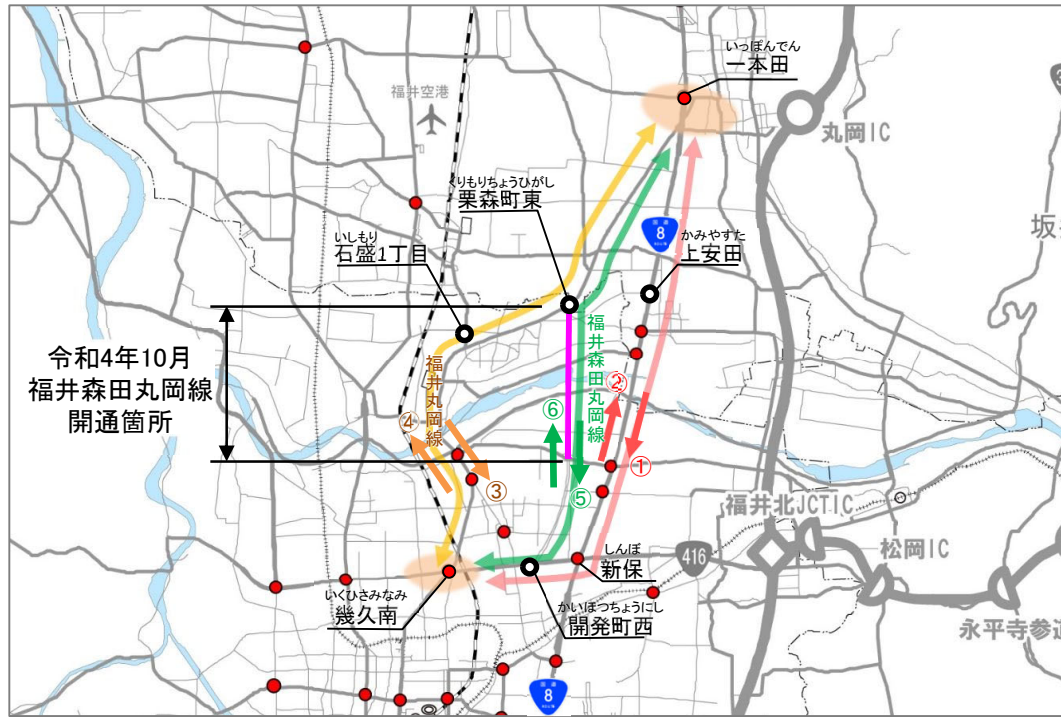 いっぽんでん
一本田
福井空港
丸岡IC
くりもりちょうひがし
栗森町東
国道
8
かみやすた
上安田
いしもり
石盛1丁目
坂
令和4年10月
福井森田丸岡線
開通箇所
福井丸岡線
福井森田丸岡線
②
⑥
④
①
③
⑤
福井北JCTIC
松岡IC
しんぼ
新保
416
いくひさみなみ
幾久南
かいほつちょうにし
開発町西
永平寺参道
国道
8